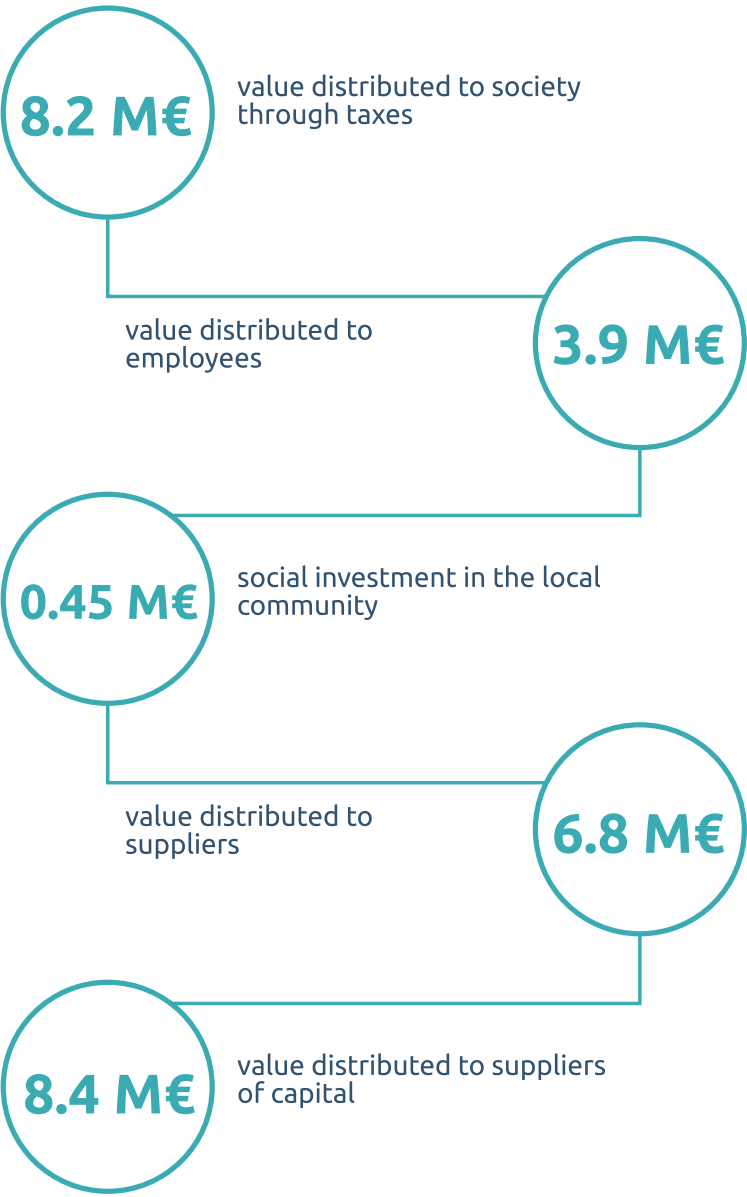 8.2 M€
value distributed to society
through taxes
value distributed to
employees
3.9 M€
0.45 M€
social investment in the local
community
value distributed to
suppliers
6.8 M€
8.4 M€
value distributed to suppliers
of capital